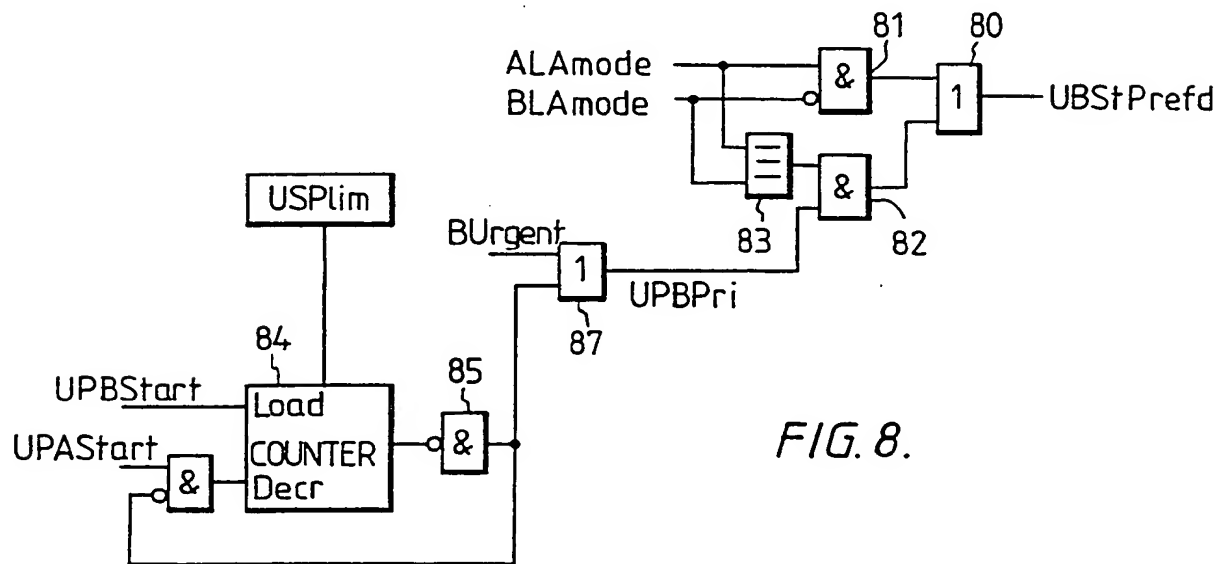 81
80
ALAmode
BLAmode
&
1
UBStPrefd
USPlim
83
&
82
BUrgent
1
UPBPri
87
84
85
UPBStart
Load
UPAStart
COUNTER
&
&
Decr
FIG. 8.